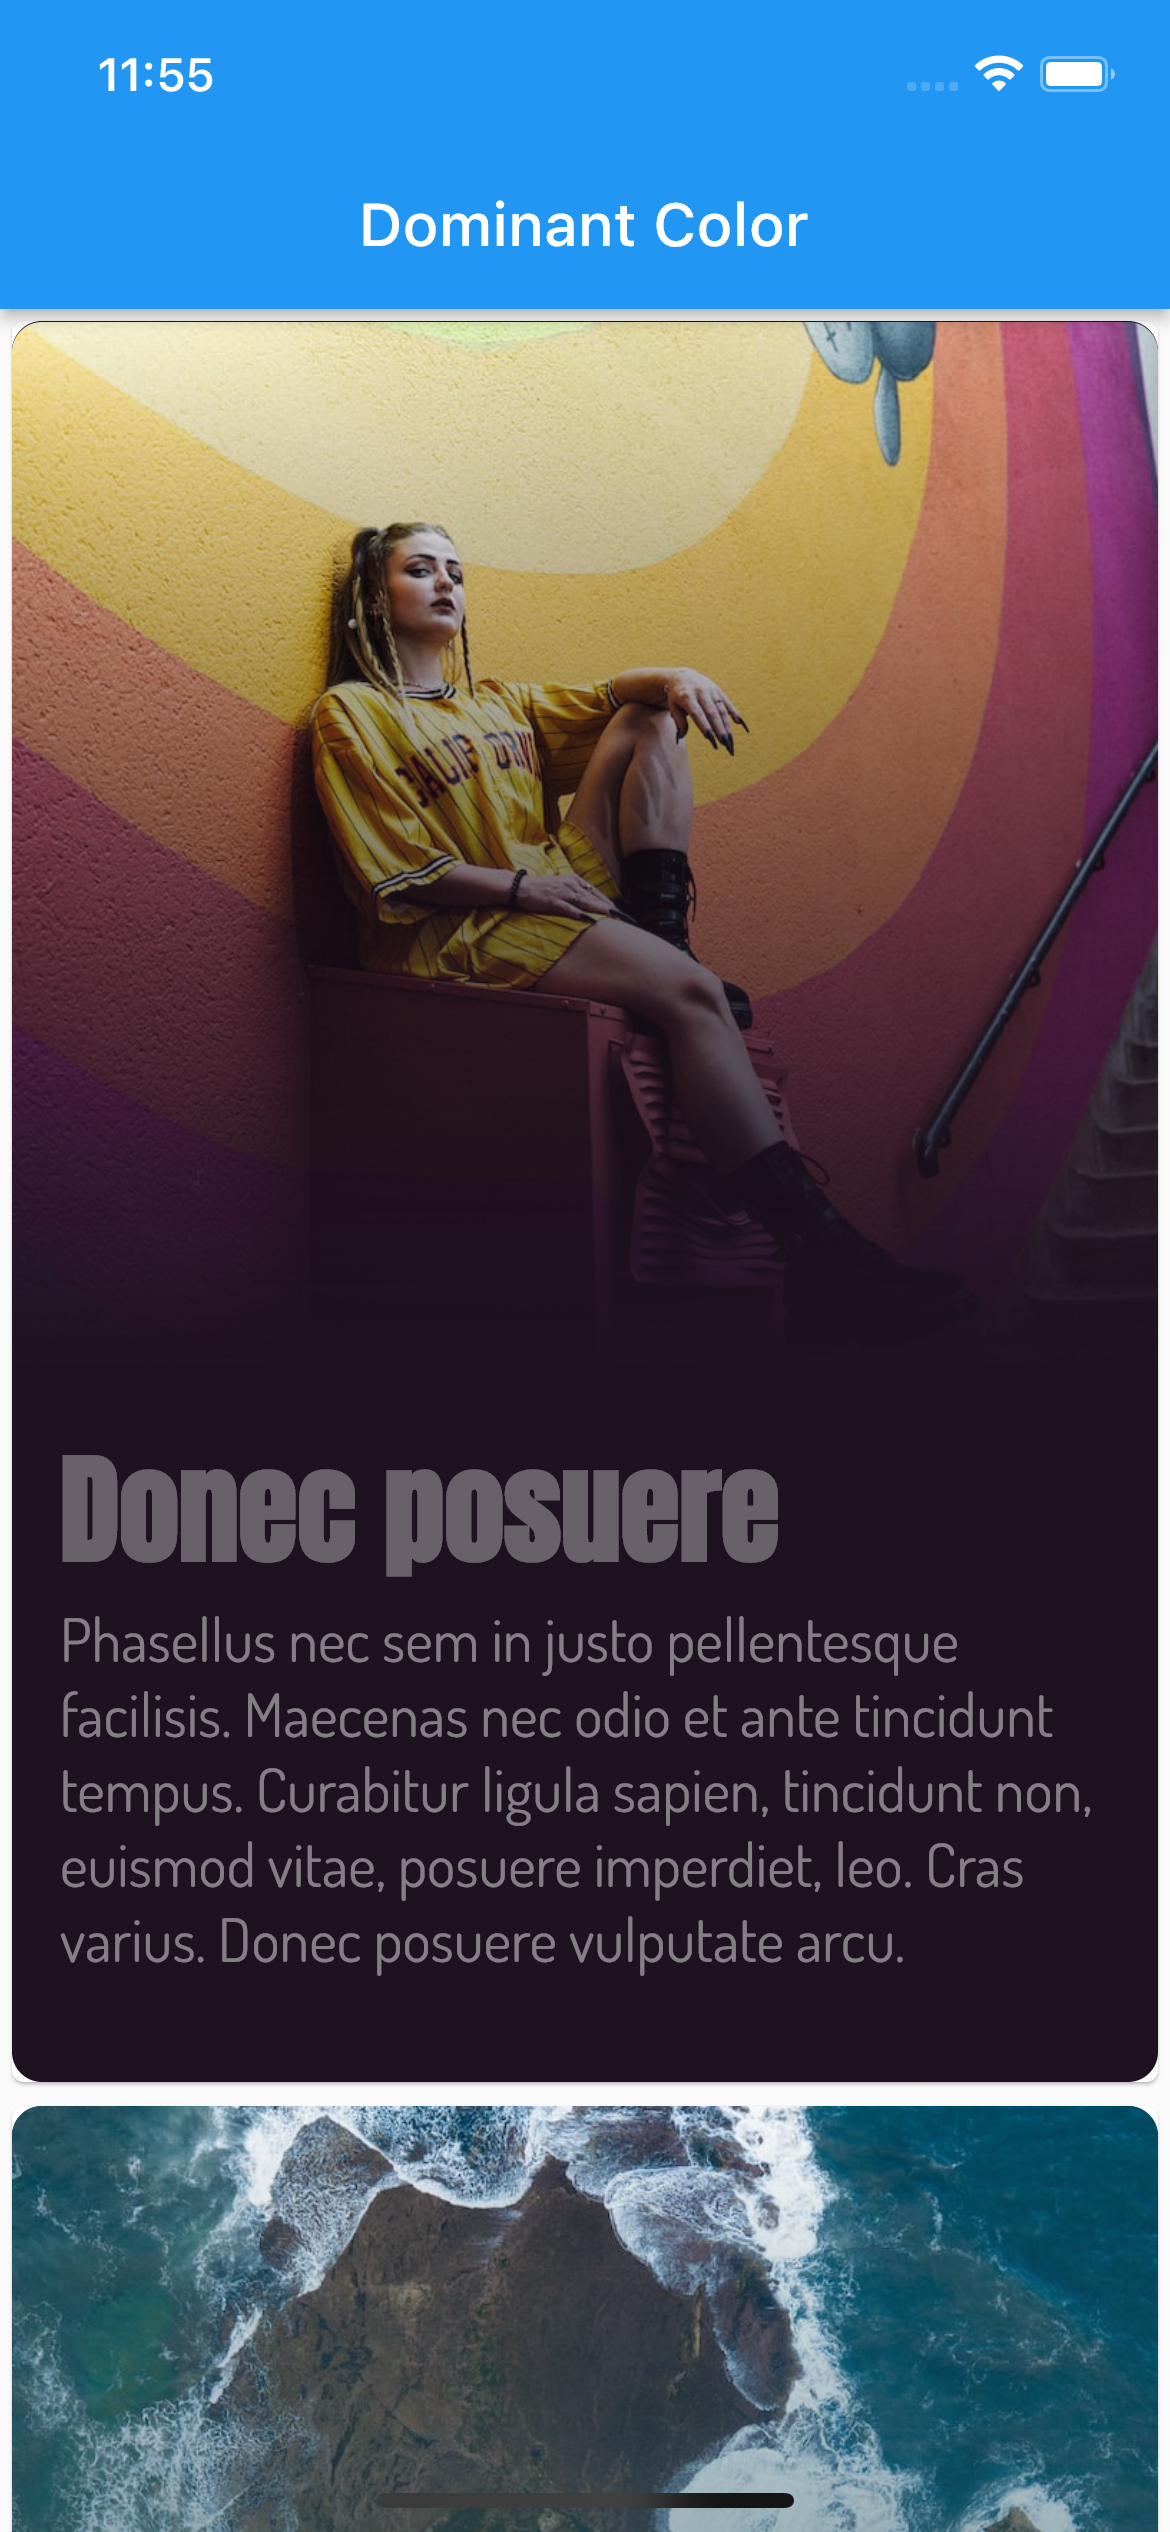 11:55
Dominant Color
Donec posuere
Phasellus nec sem in justo pellentesque
facilisis. Maecenas nec odio et ante tincidunt
tempus. Curabitur ligula sapien, tincidunt non,
euismod vitae, posuere imperdiet, leo. Cras
varius. Donec posuere vulputate arcu.